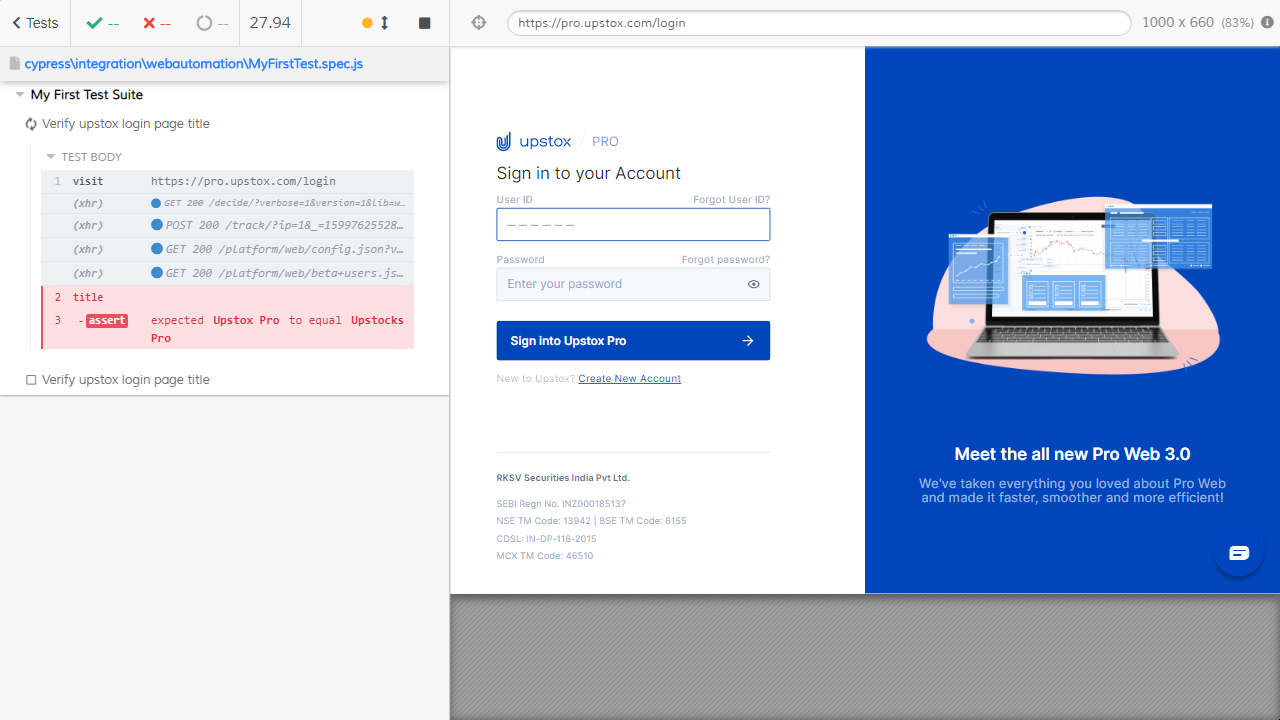 Tests
--
--
--
27.94
https://pro.upstox.com/login
1000 x 660 (83%)
cypress\integration\webautomation\MyFirstTest.spec.js
My First Test Suite
Verify upstox login page title
TEST BODY
1 visit https://pro.upstox.com/login
(xhr) GET 200 /decide/?verbose=1&version=1&lib=w…
(xhr) POST 200 /track/?ip=1&_=15997625528…
(xhr) GET 200 /platform/web/helpers.json?v…
(xhr) GET 200 /platform/web/test-users.js…
2 title
3 -assert expected Upstox Pro to equal Upstocks
Pro
Verify upstox login page title
upstox / PRO
Sign in to your Account
User ID Forgot User ID?
Password Forgot password?
Enter your password
Sign into Upstox Pro
New to Upstox? Create New Account
RKSV Securities India Pvt Ltd.
SEBI Regn No. INZ000185137
NSE TM Code: 13942 | BSE TM Code: 6155
CDSL: IN-DP-118-2015
MCX TM Code: 46510
Meet the all new Pro Web 3.0
We've taken everything you loved about Pro Web
and made it faster, smoother and more efficient!